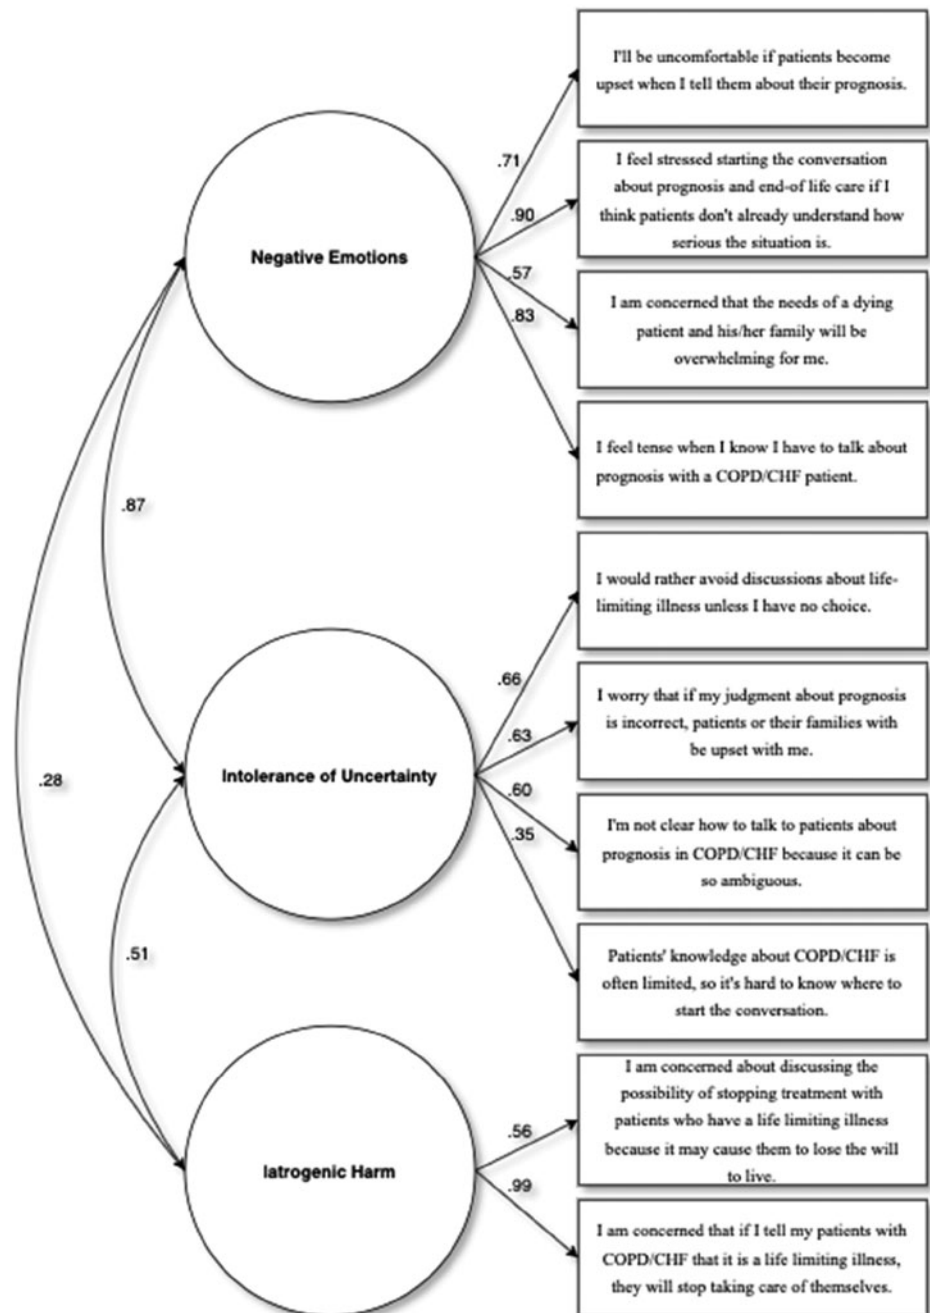 I'll be uncomfortable if patients become
upset when I tell them about their prognosis.
.71
I feel stressed starting the conversation
about prognosis and end-of life care if I
think patients don't already understand how
serious the situation is.
.90
Negative Emotions
.57
I am concerned that the needs of a dying
patient and his/her family will be
overwhelming for me.
.83
I feel tense when I know I have to talk about
prognosis with a COPD/CHF patient.
.87
I would rather avoid discussions about life-
limiting illness unless I have no choice.
.66
I worry that if my judgment about prognosis
is incorrect, patients or their families with
be upset with me.
.63
Intolerance of Uncertainty
.28
.60
I'm not clear how to talk to patients about
prognosis in COPD/CHF because it can be
so ambiguous.
.35
Patients' knowledge about COPD/CHF is
often limited, so it's hard to know where to
start the conversation.
.51
I am concerned about discussing the
possibility of stopping treatment with
patients who have a life limiting illness
because it may cause them to lose the will
to live.
.56
Iatrogenic Harm
.99
I am concerned that if I tell my patients with
COPD/CHF that it is a life limiting illness,
they will stop taking care of themselves.